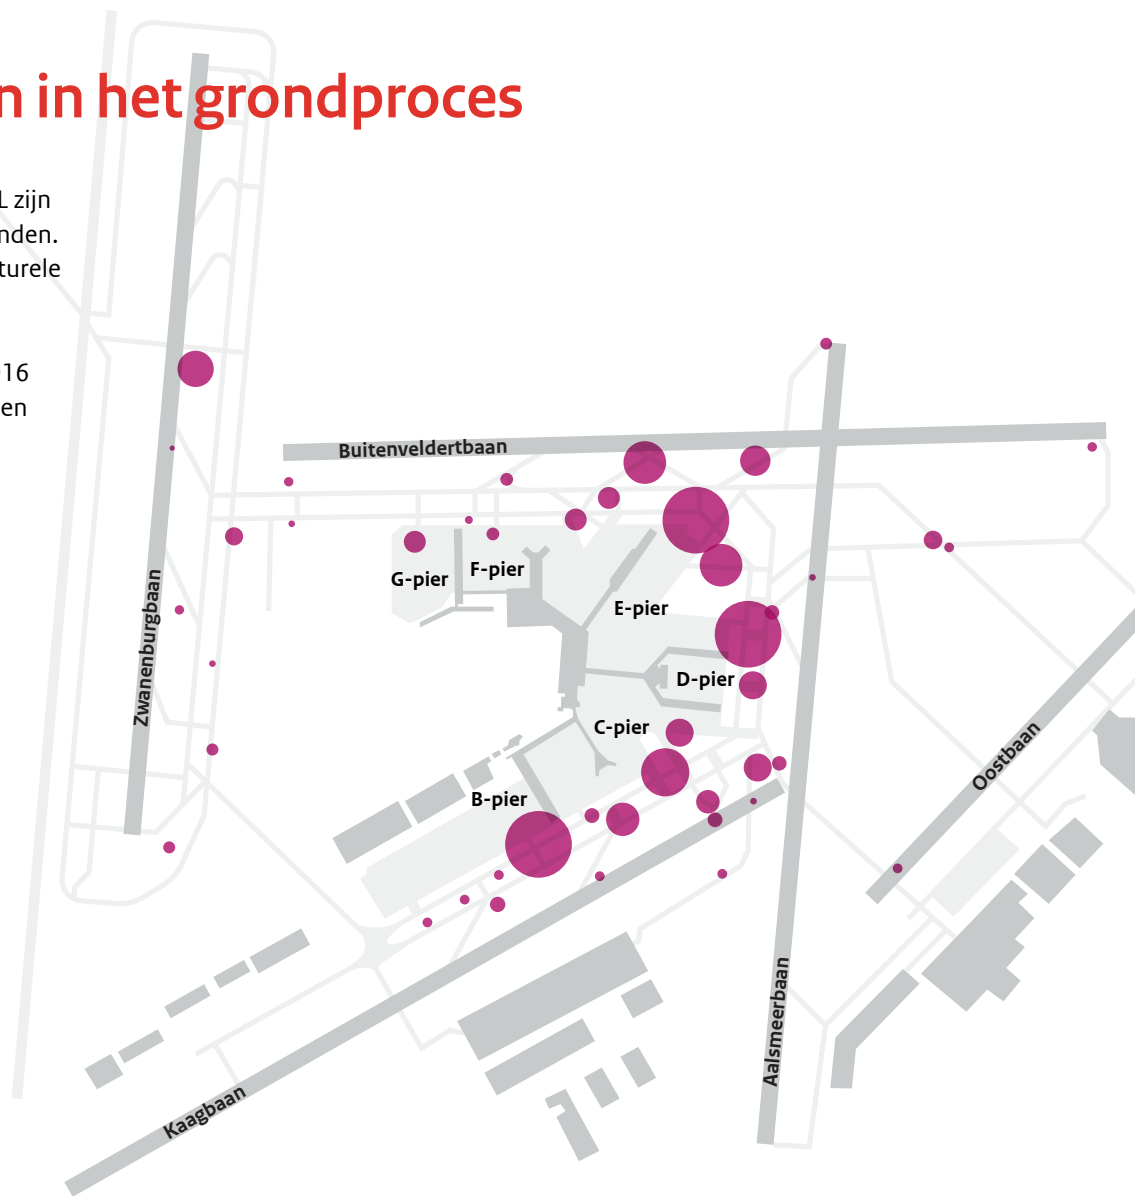 n in het grondproces
L zijn
nden.
turele
16
en
Buitenveldertbaan
G-pier
F-pier
E-pier
Zwanenburgbaan
D-pier
C-pier
B-pier
Oostbaan
Aalsmeerbaan
Kaagbaan